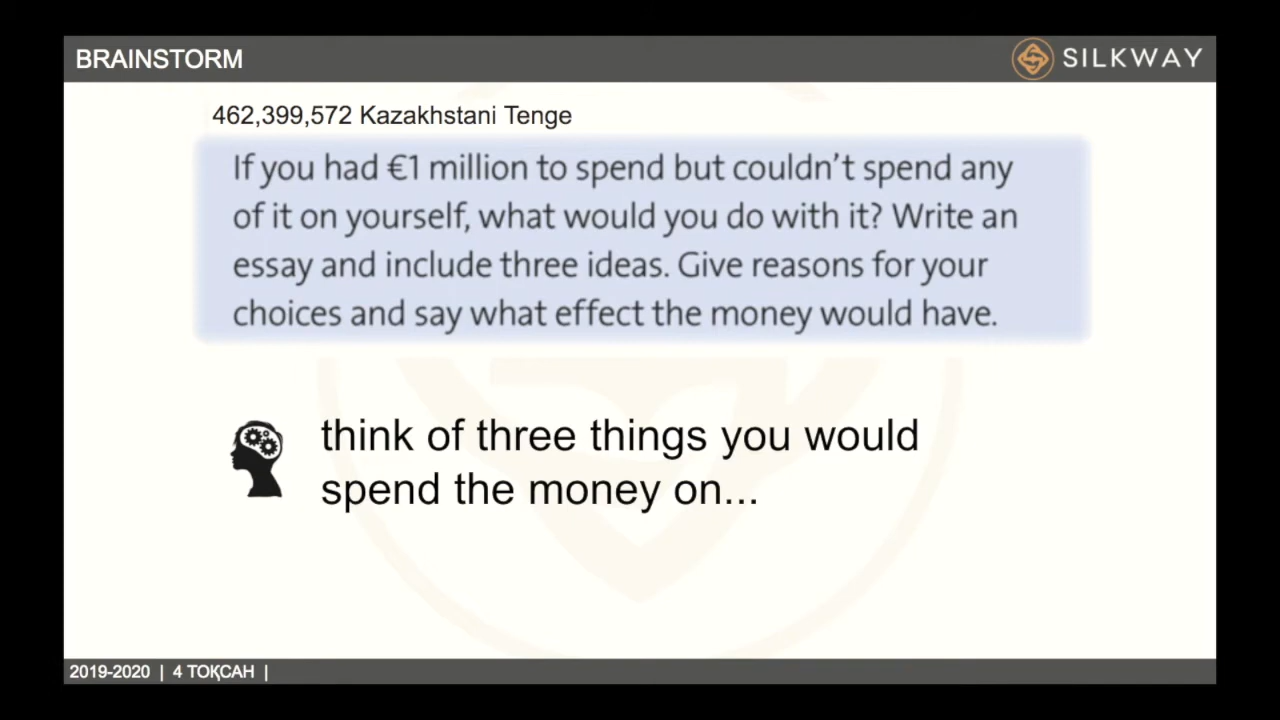 BRAINSTORM
SILKWAY
462,399,572 Kazakhstani Tenge
If you had €1 million to spend but couldn't spend any
of it on yourself, what would you do with it? Write an
essay and include three ideas. Give reasons for your
choices and say what effect the money would have.
think of three things you would
spend the money on...
2019-2020 | 4 ТОҚСАН |